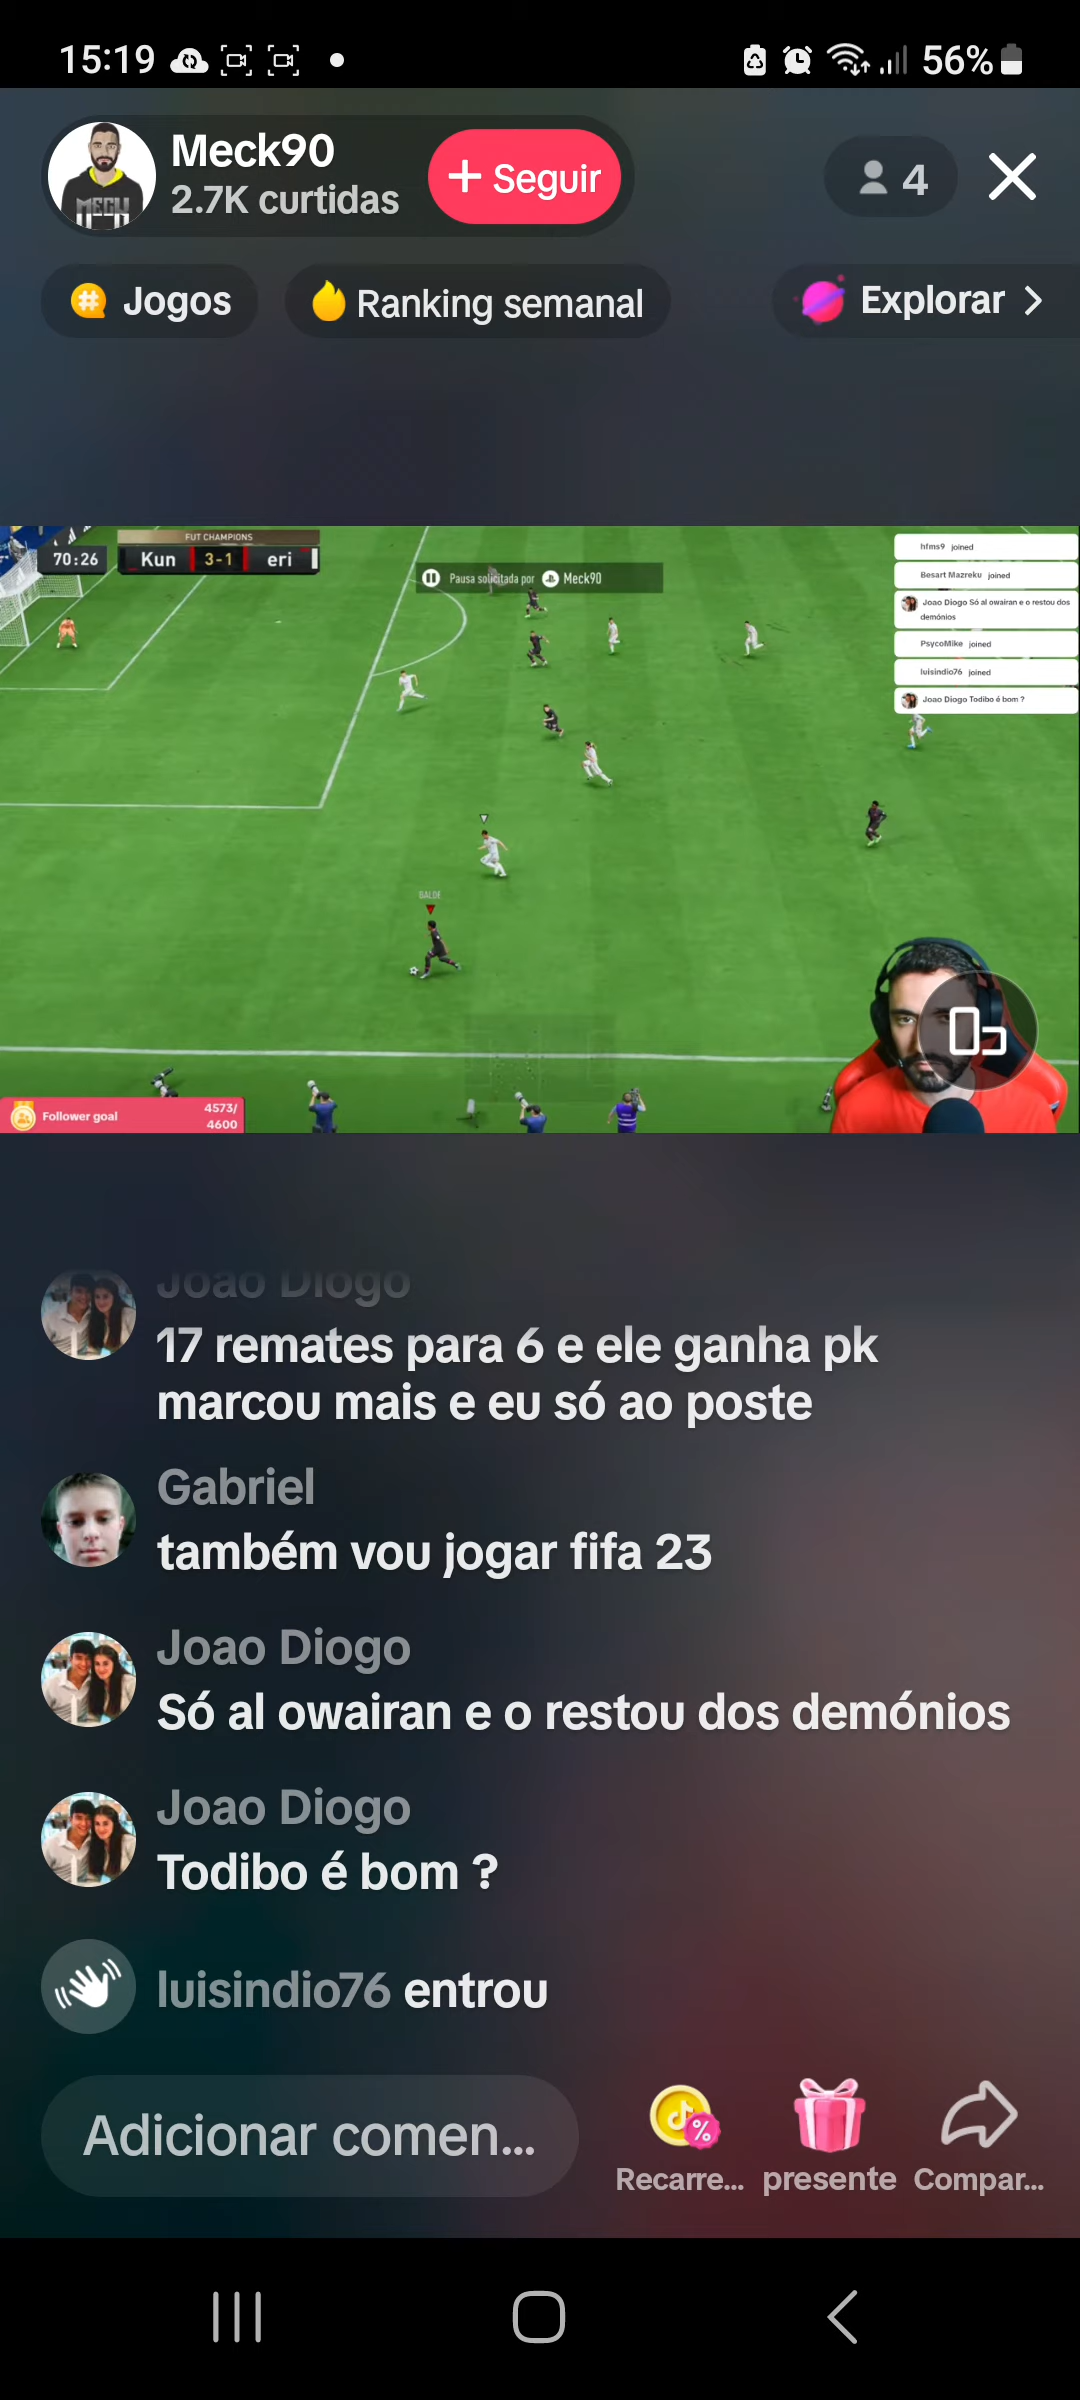 15:19
56%
Meck90
2.7K curtidas
+ Seguir
4
Jogos
Ranking semanal
Explorar
FUT CHAMPIONS
70:26 Kun 3-1 eri
Pausa solicitada por Meck90
hfms9 joined
Besart Mazreku joined
Joao Diogo Só al owairan e o restou dos
demónios
PsycoMike joined
luisindio76 joined
Joao Diogo Todibo é bom ?
BALDE
Follower goal
4573/
4600
Joao Diogo
17 remates para 6 e ele ganha pk
marcou mais e eu só ao poste
Gabriel
também vou jogar fifa 23
Joao Diogo
Só al owairan e o restou dos demónios
Joao Diogo
Todibo é bom ?
luisindio76 entrou
Adicionar comen...
Recarre...
presente
Compar...